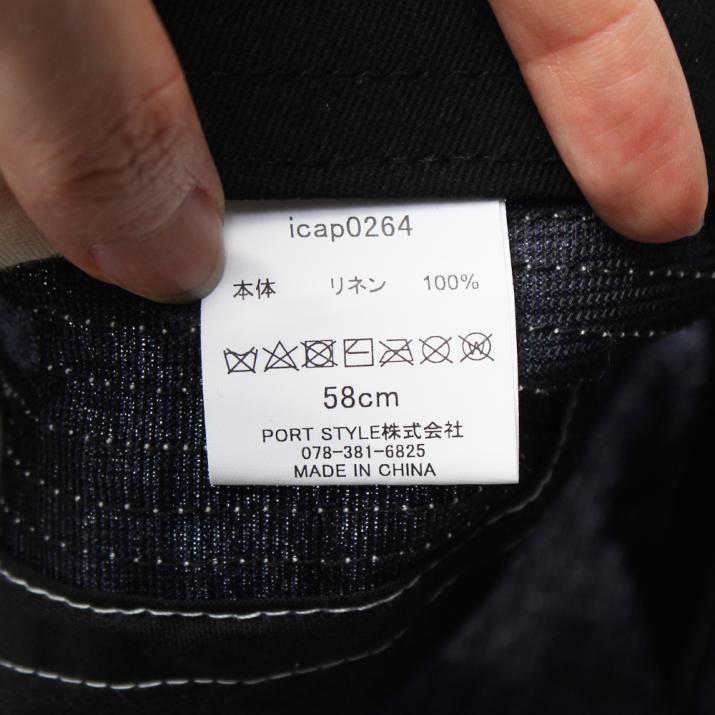 icap0264
本体 リネン 100%
W
58cm
PORT STYLE株式会社
078-381-6825
MADE IN CHINA